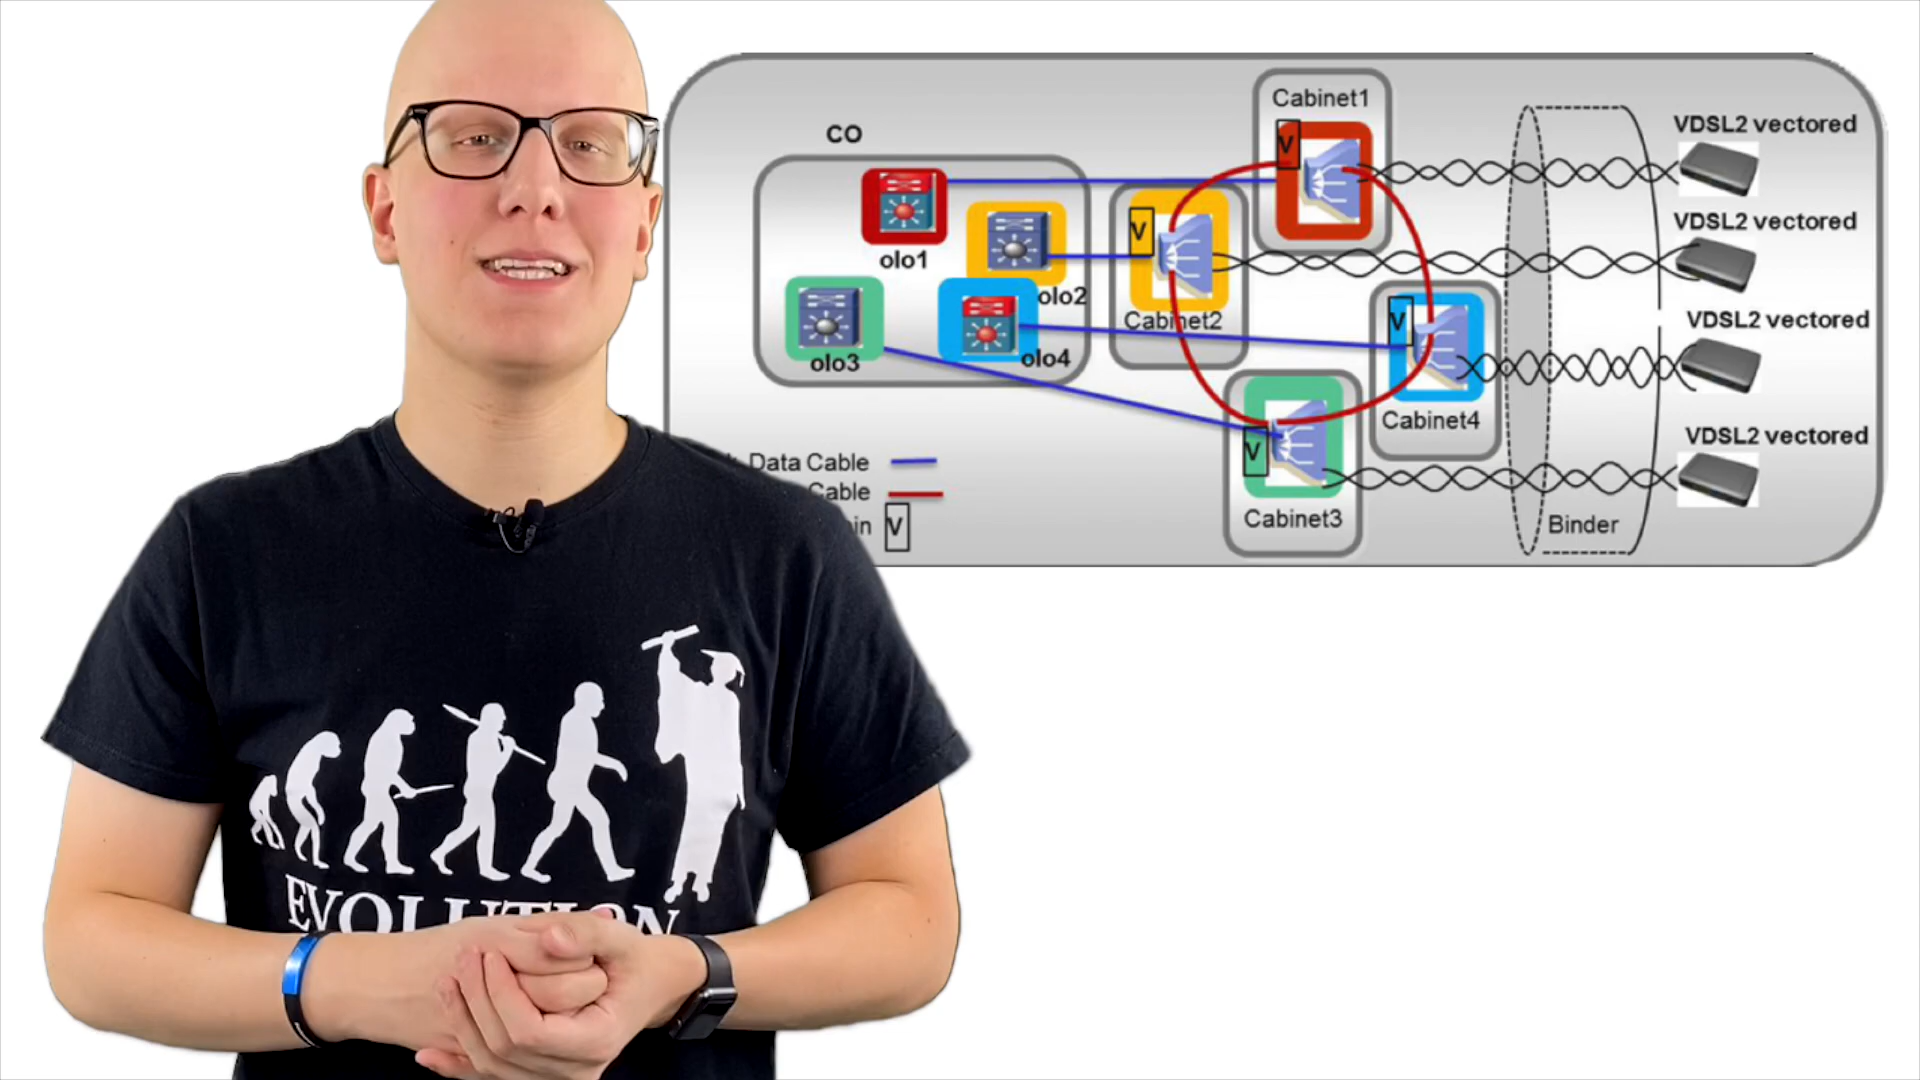 CO
olo1
olo2
olo3
olo4
Cabinet1
V
Cabinet2
V
Cabinet4
V
Cabinet3
V
VDSL2 vectored
VDSL2 vectored
VDSL2 vectored
VDSL2 vectored
Binder
Data Cable
Cable
V
EVOLUTION